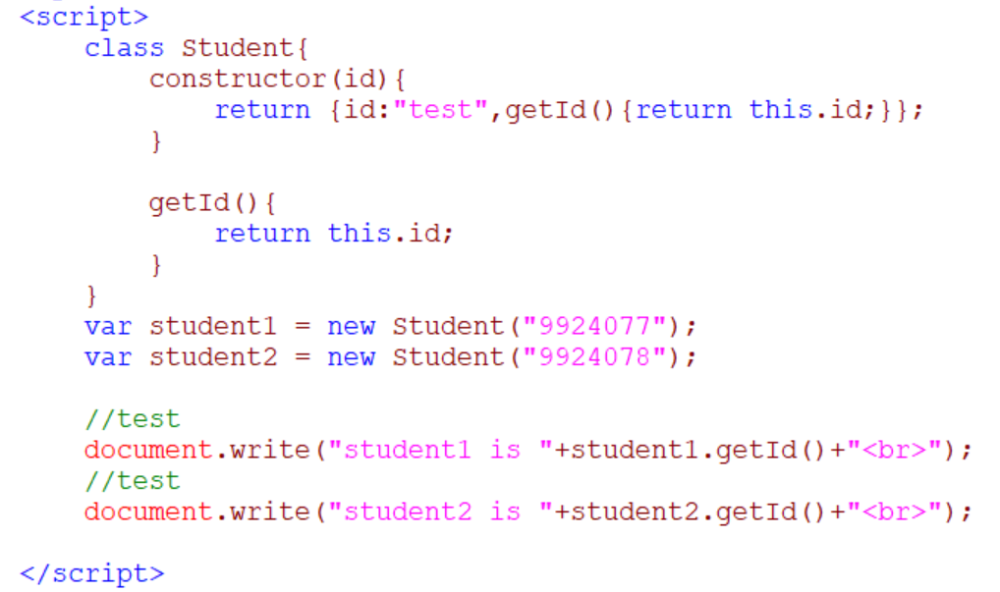 <script>
class Student{
constructor(id){
return {id:"test",getId(){return this.id;}};
}
getId(){
return this.id;
}
}
var student1 = new Student("9924077");
var student2 = new Student("9924078");
//test
document.write("student1 is "+student1.getId()+"<br>");
//test
document.write("student2 is "+student2.getId()+"<br>");
</script>